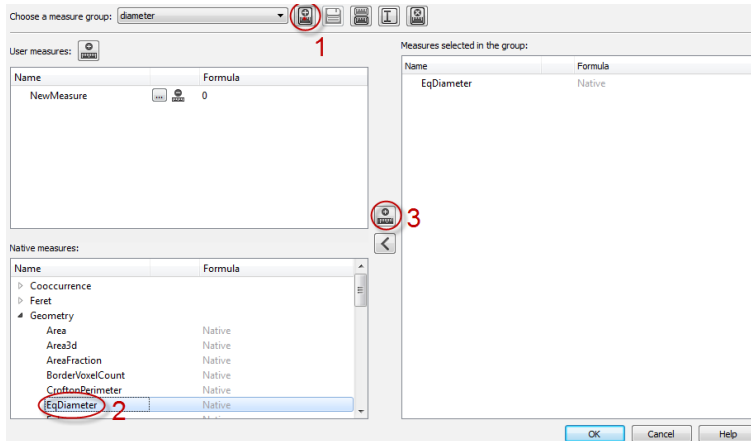 Choose a measure group: diameter
1
User measures:
Name Formula
NewMeasure ... 0
Measures selected in the group:
Name Formula
EqDiameter Native
3
Native measures:
Name Formula
Cooccurrence
Feret
Geometry
Area Native
Area3d Native
AreaFraction Native
BorderVoxelCount Native
CroftonPerimeter Native
EqDiameter 2 Native
OK Cancel Help